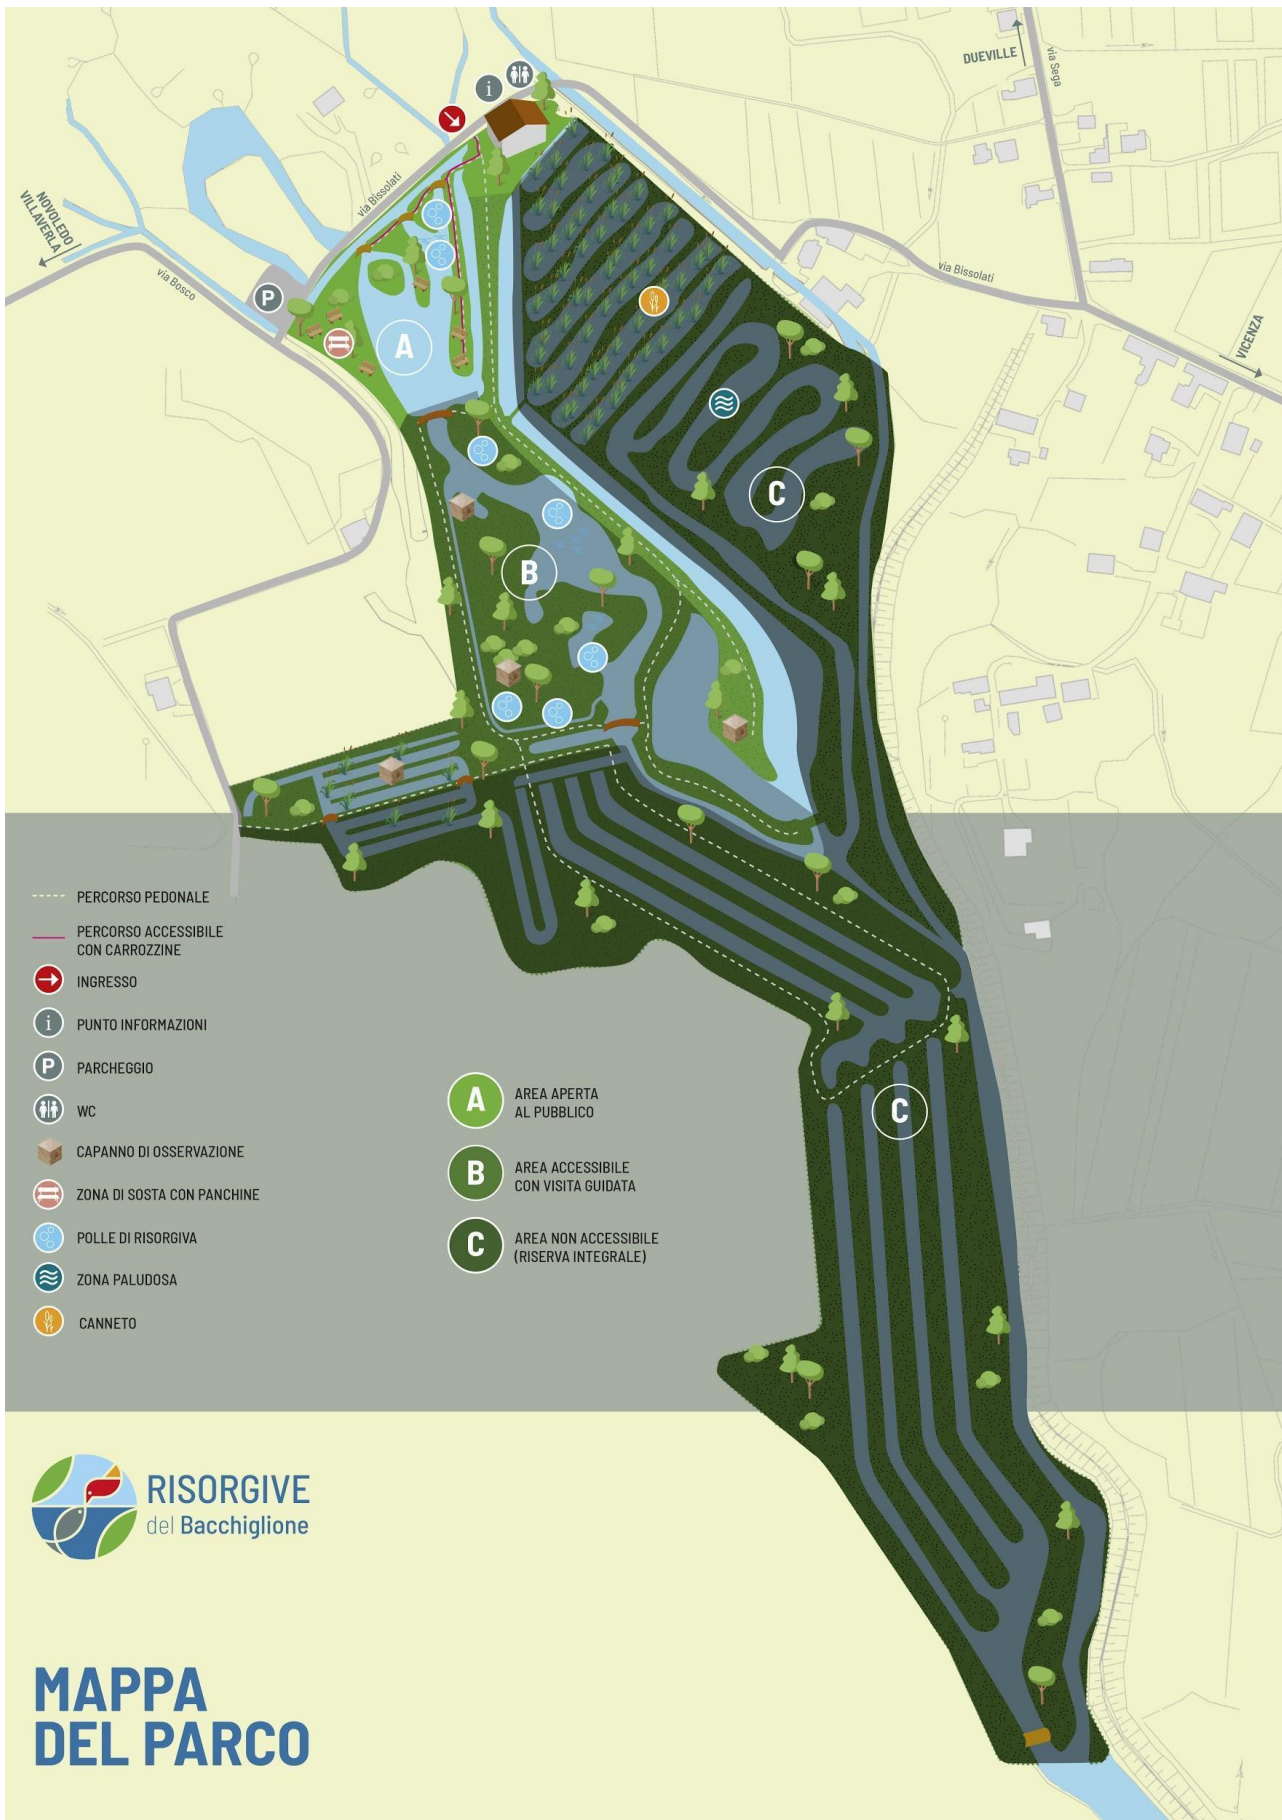 DUEVILLE
via Sega
i
NOVOLEDO
VILLAVERLA
via Bissolati
via Bosco
P
via Bissolati
VICENZA
A
C
B
PERCORSO PEDONALE
PERCORSO ACCESSIBILE
CON CARROZZINE
INGRESSO
i
PUNTO INFORMAZIONI
P
PARCHEGGIO
WC
CAPANNO DI OSSERVAZIONE
ZONA DI SOSTA CON PANCHINE
POLLE DI RISORGIVA
ZONA PALUDOSA
CANNETO
A
AREA APERTA
AL PUBBLICO
B
AREA ACCESSIBILE
CON VISITA GUIDATA
C
AREA NON ACCESSIBILE
(RISERVA INTEGRALE)
C
RISORGIVE
del Bacchiglione
MAPPA
DEL PARCO